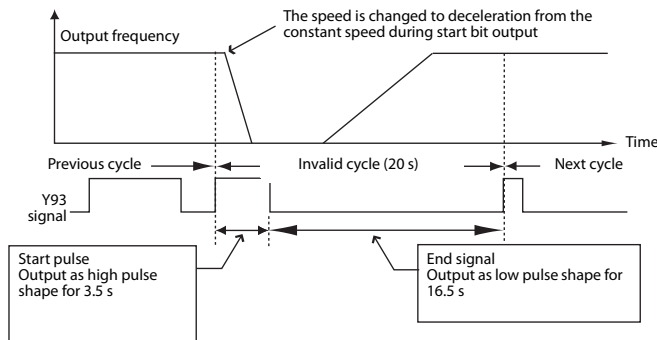 The speed is changed to deceleration from the
constant speed during start bit output
Output frequency
Time
Previous cycle
Invalid cycle (20 s)
Next cycle
Y93
signal
Start pulse
Output as high pulse
shape for 3.5 s
End signal
Output as low pulse shape for
16.5 s